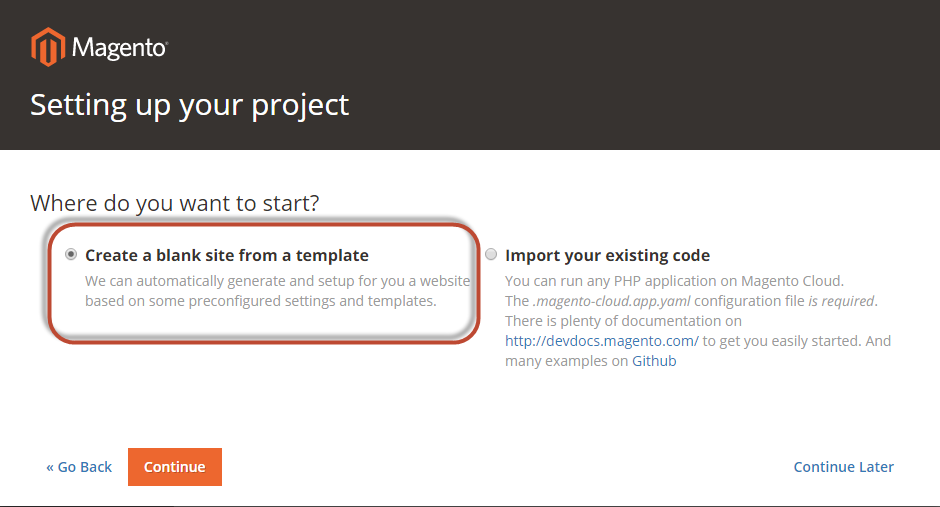 Magento
Setting up your project
Where do you want to start?
Create a blank site from a template
We can automatically generate and setup for you a website
based on some preconfigured settings and templates.
Import your existing code
You can run any PHP application on Magento Cloud.
The .magento-cloud.app.yaml configuration file is required.
There is plenty of documentation on
http://devdocs.magento.com/ to get you easily started. And
many examples on Github
« Go Back
Continue
Continue Later